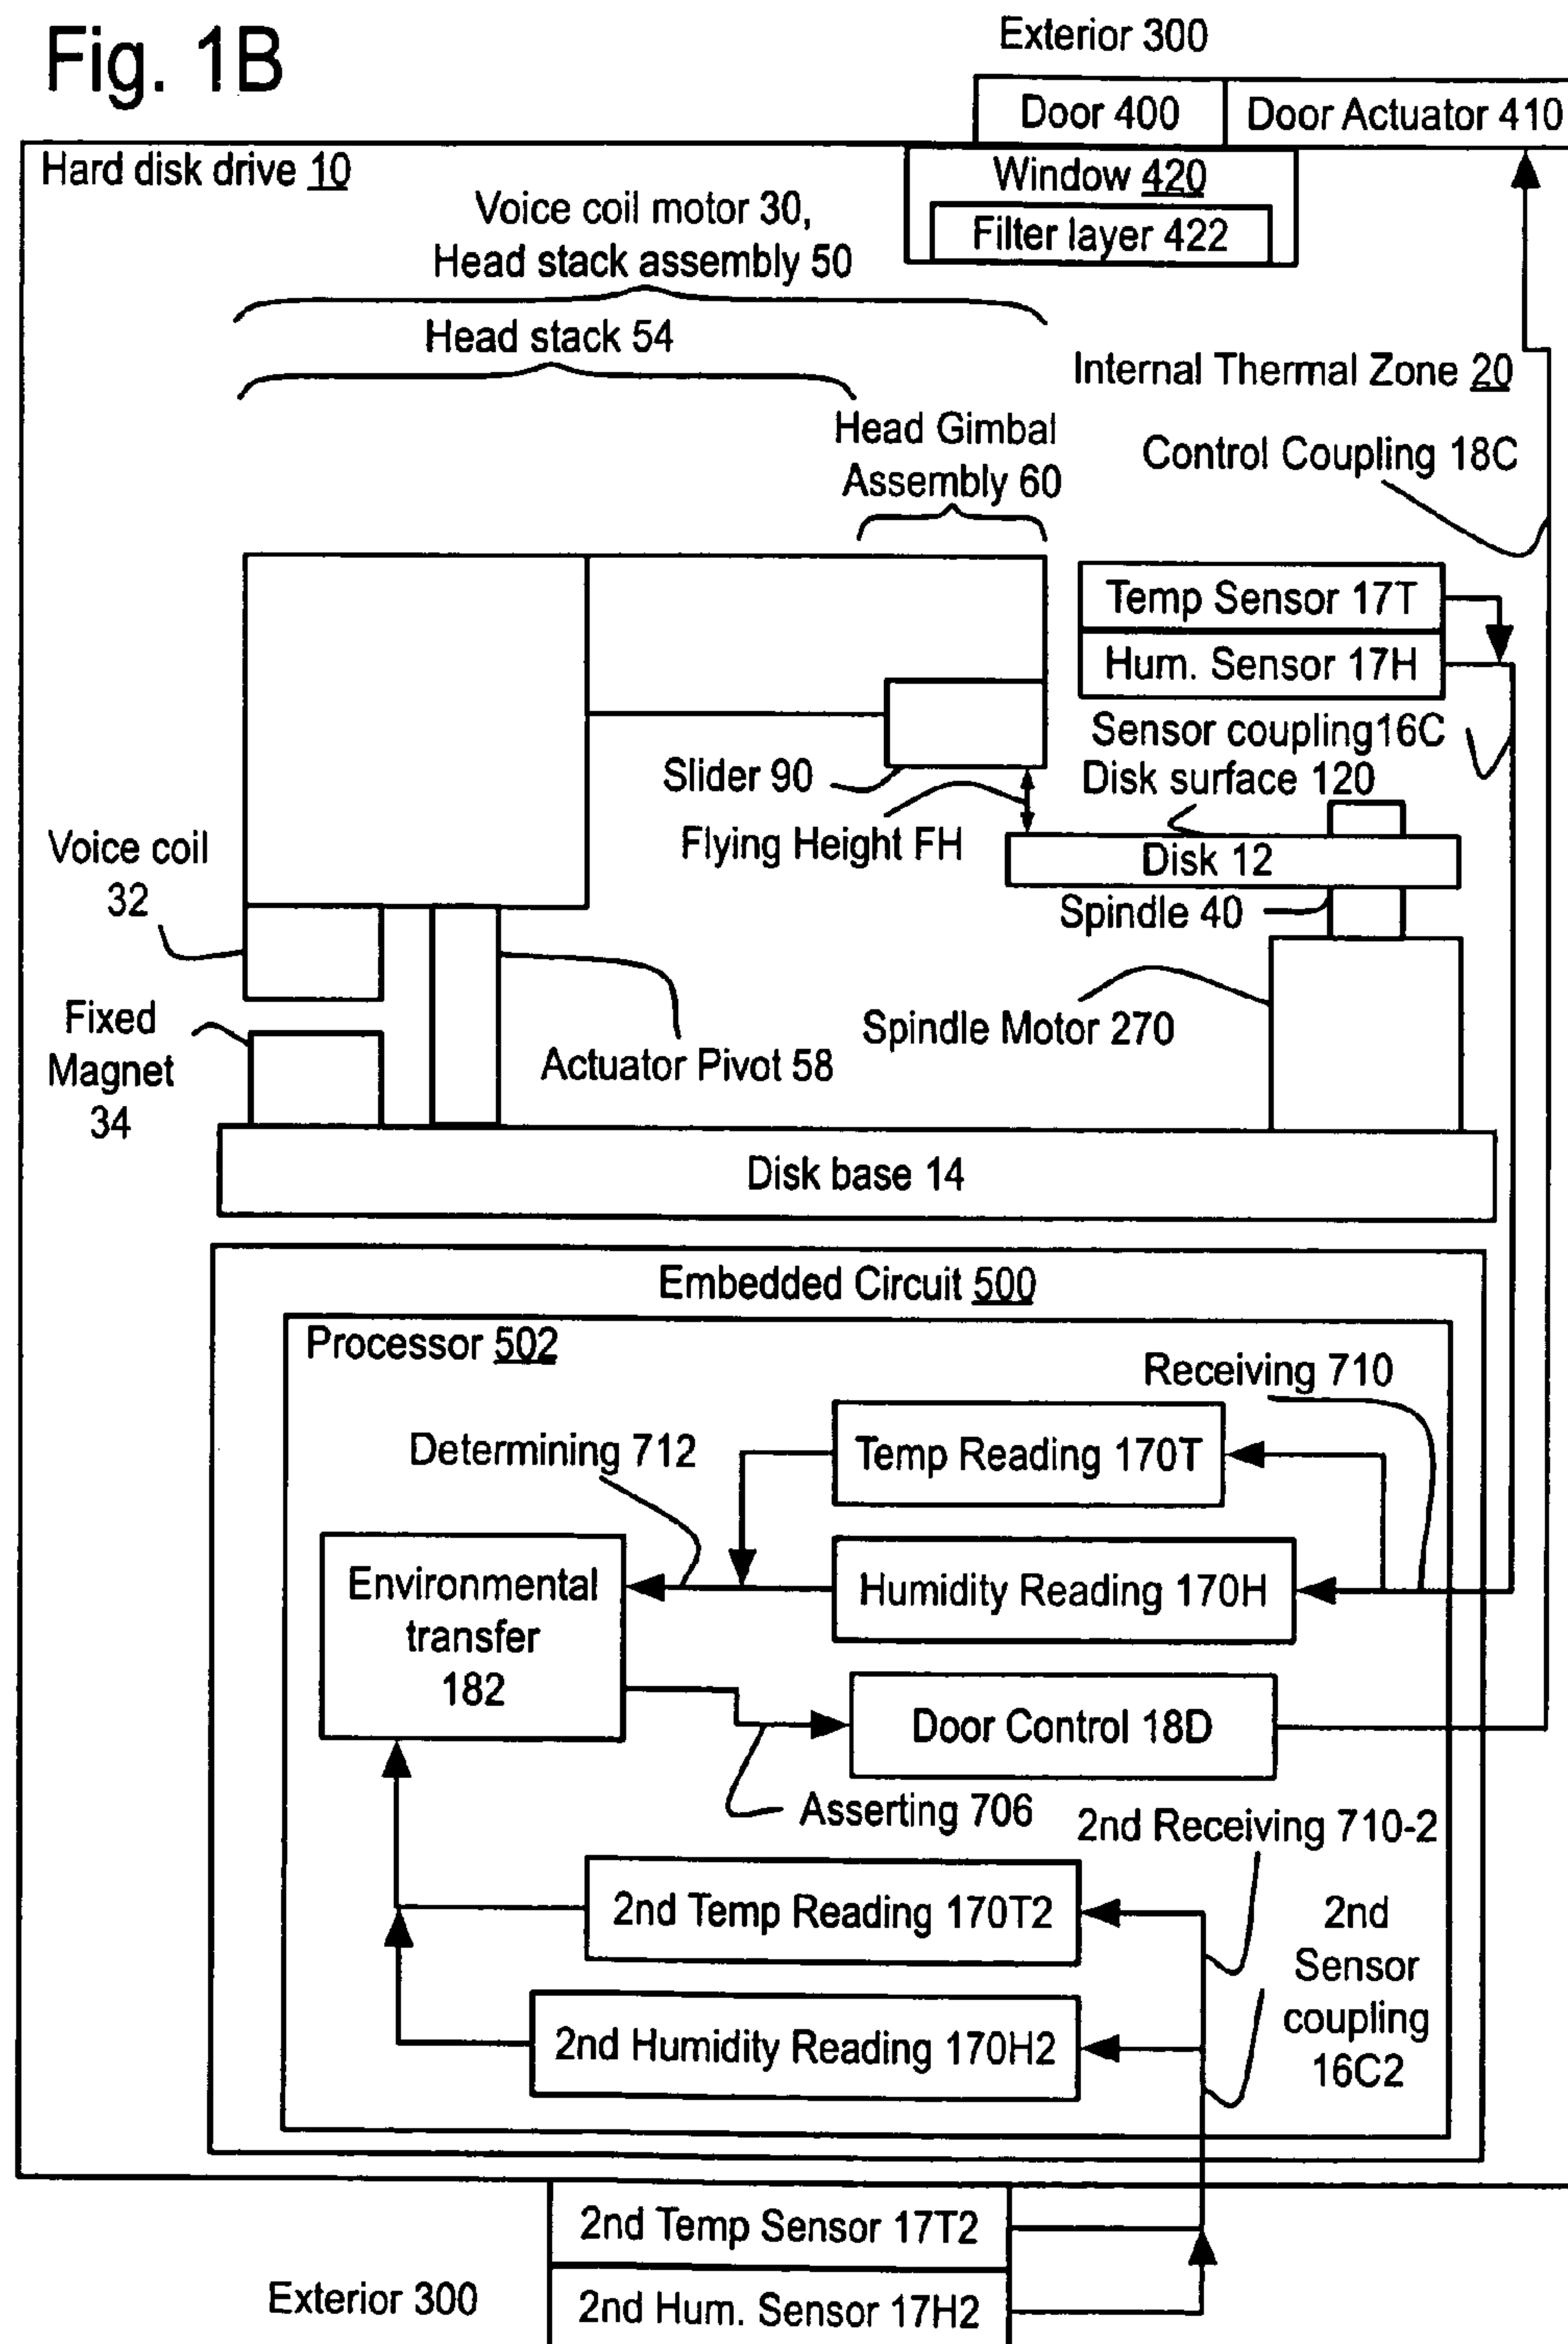 Fig. 1B
Exterior 300
Door 400
Door Actuator 410
Hard disk drive 10
Window 420
Filter layer 422
Voice coil motor 30,
Head stack assembly 50
Head stack 54
Internal Thermal Zone 20
Head Gimbal
Assembly 60
Control Coupling 18C
Temp Sensor 17T
Hum. Sensor 17H
Sensor coupling16C
Slider 90
Disk surface 120
Flying Height FH
Voice coil
32
Disk 12
Spindle 40
Fixed
Magnet
34
Spindle Motor 270
Actuator Pivot 58
Disk base 14
Embedded Circuit 500
Processor 502
Receiving 710
Determining 712
Temp Reading 170T
Environmental
transfer
182
Humidity Reading 170H
Door Control 18D
Asserting 706
2nd Receiving 710-2
2nd Temp Reading 170T2
2nd
Sensor
coupling
16C2
2nd Humidity Reading 170H2
2nd Temp Sensor 17T2
Exterior 300
2nd Hum. Sensor 17H2